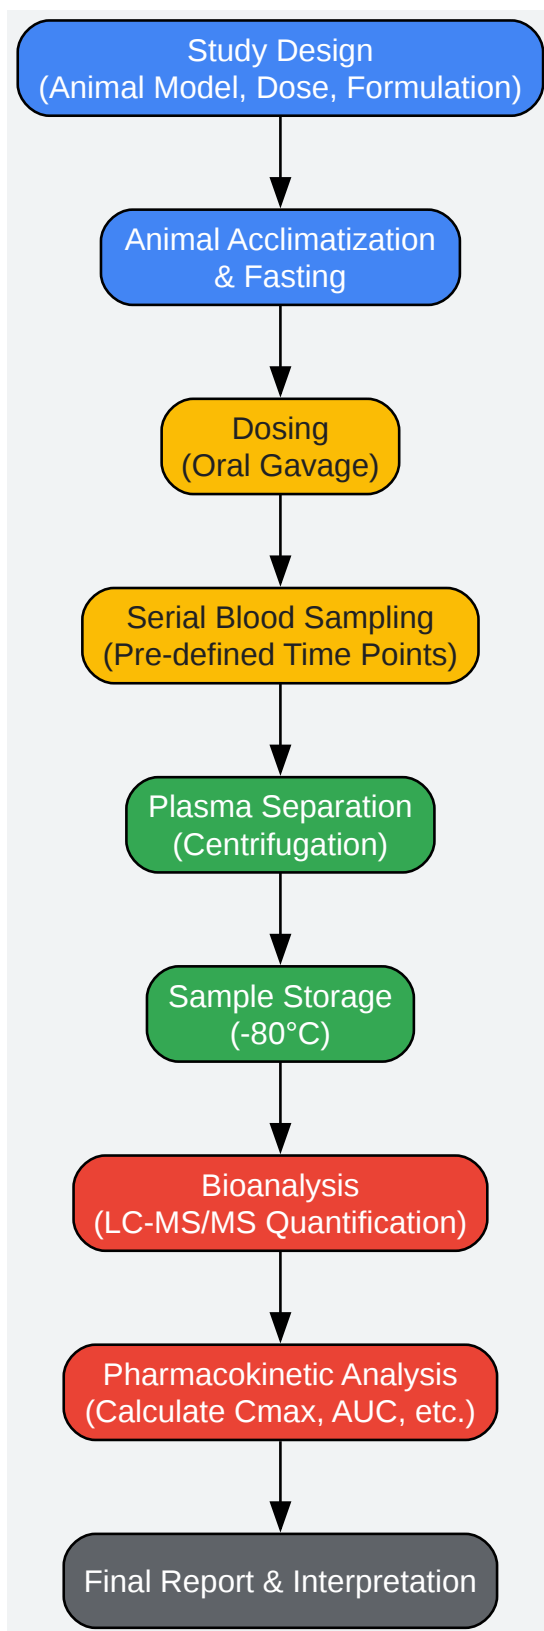 Study Design
(Animal Model, Dose, Formulation)
Animal Acclimatization
& Fasting
Dosing
(Oral Gavage)
Serial Blood Sampling
(Pre-defined Time Points)
Plasma Separation
(Centrifugation)
Sample Storage
(-80°C)
Bioanalysis
(LC-MS/MS Quantification)
Pharmacokinetic Analysis
(Calculate Cmax, AUC, etc.)
Final Report & Interpretation